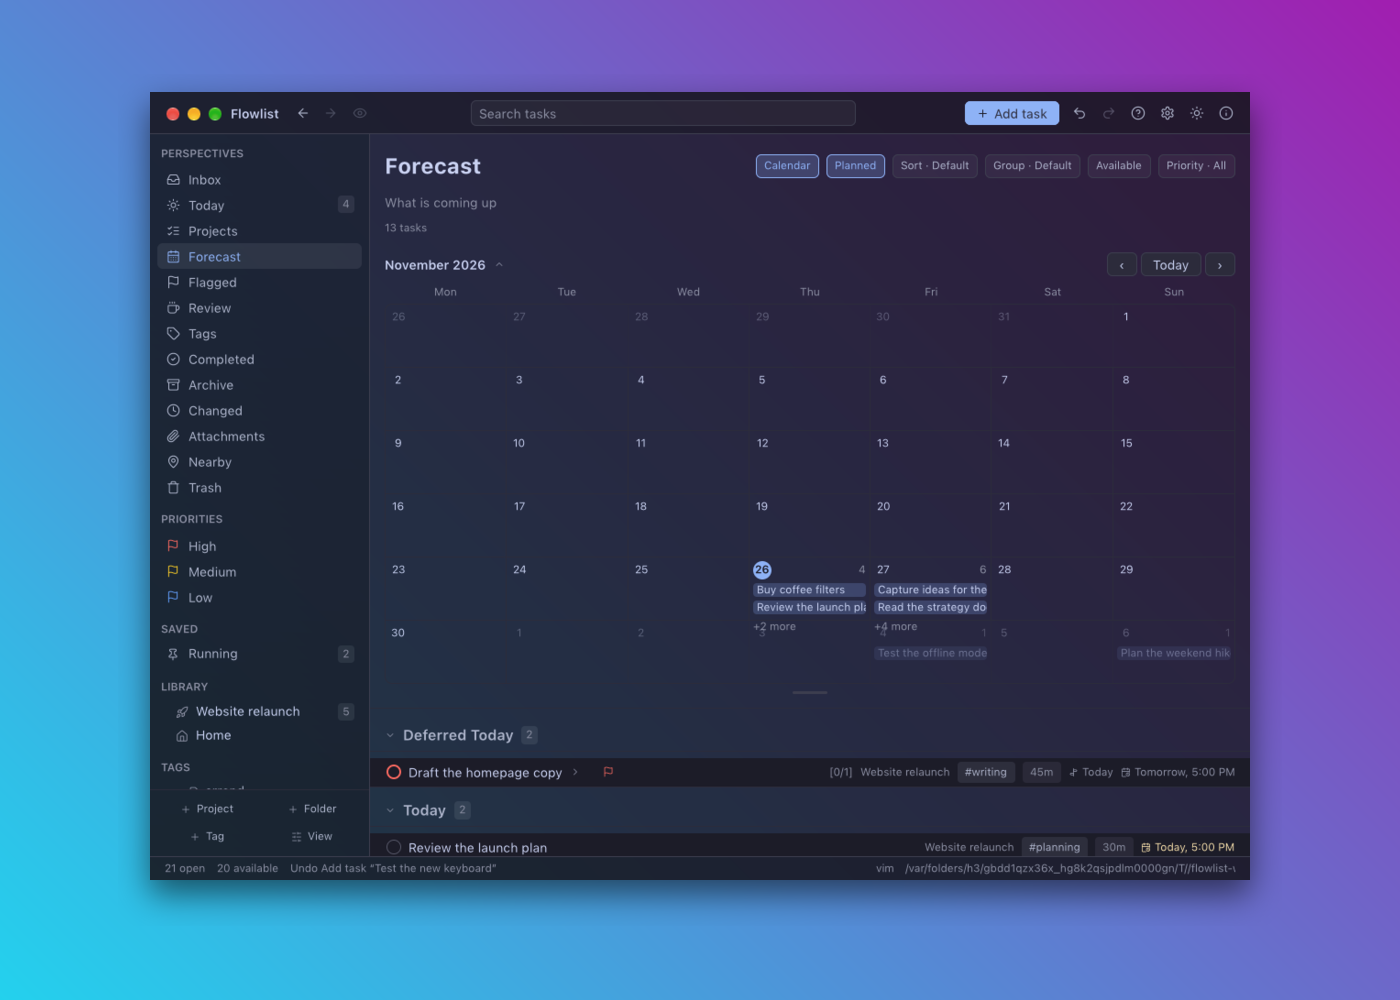 Flowlist
Search tasks
+ Add task
PERSPECTIVES
Inbox
Today 4
Projects
Forecast
Flagged
Review
Tags
Completed
Archive
Changed
Attachments
Nearby
Trash
PRIORITIES
High
Medium
Low
SAVED
Running 2
LIBRARY
Website relaunch 5
Home
TAGS
+ Project + Folder
+ Tag View
Forecast
Calendar Planned Sort · Default Group · Default Available Priority · All
What is coming up
13 tasks
November 2026
‹ Today ›
Mon Tue Wed Thu Fri Sat Sun
26 27 28 29 30 31 1
2 3 4 5 6 7 8
9 10 11 12 13 14 15
16 17 18 19 20 21 22
23 24 25 26 4 27 6 28 29
Buy coffee filters Capture ideas for the
Review the launch pla Read the strategy do
+2 more +4 more
30 1 2 3 4 1 5 6 1
Test the offline mode Plan the weekend hik
Deferred Today 2
Draft the homepage copy › [0/1] Website relaunch #writing 45m Today Tomorrow, 5:00 PM
Today 2
Review the launch plan Website relaunch #planning 30m Today, 5:00 PM
21 open 20 available Undo Add task “Test the new keyboard” vim /var/folders/h3/gbdd1qzx36x_hg8k2qsjpdlm0000gn/T//flowlist-